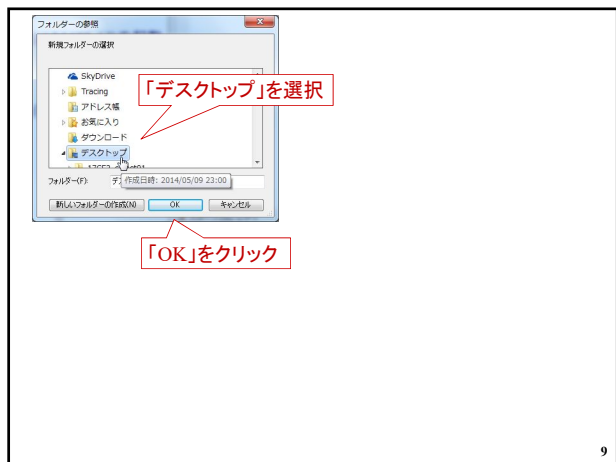 フォルダーの参照
新規フォルダーの選択
SkyDrive
Tracing
アドレス帳
お気に入り
ダウンロード
デスクトップ
フォルダー(F):
作成日時: 2014/05/09 23:00
新しいフォルダーの作成(N)
OK
キャンセル
「デスクトップ」を選択
「OK」をクリック
9